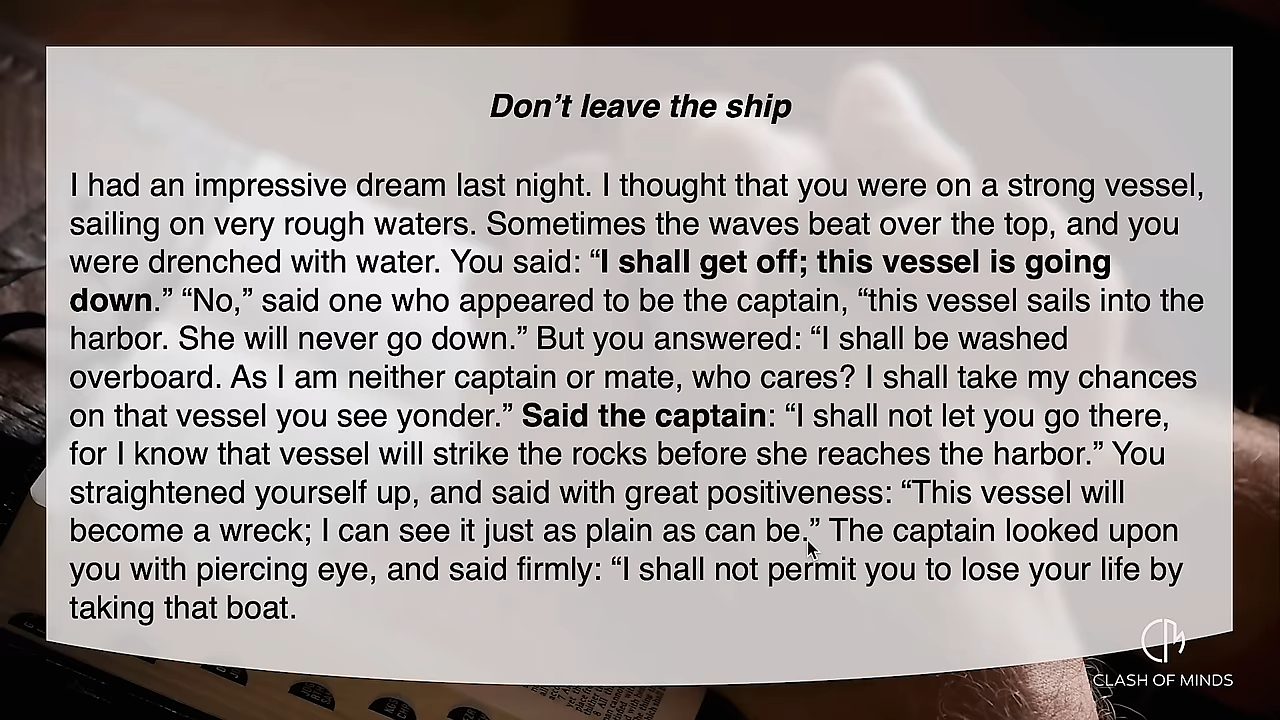 Don’t leave the ship
I had an impressive dream last night. I thought that you were on a strong vessel,
sailing on very rough waters. Sometimes the waves beat over the top, and you
were drenched with water. You said: “I shall get off; this vessel is going
down.” “No,” said one who appeared to be the captain, “this vessel sails into the
harbor. She will never go down.” But you answered: “I shall be washed
overboard. As I am neither captain or mate, who cares? I shall take my chances
on that vessel you see yonder.” Said the captain: “I shall not let you go there,
for I know that vessel will strike the rocks before she reaches the harbor.” You
straightened yourself up, and said with great positiveness: “This vessel will
become a wreck; I can see it just as plain as can be.” The captain looked upon
you with piercing eye, and said firmly: “I shall not permit you to lose your life by
taking that boat.
CLASH OF MINDS